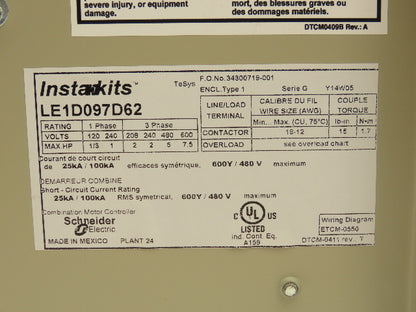 severe injury, or equipment
damage.
mort, des blessures graves ou
des dommages matériels.
DTCM0409B Rev.: A
Instarkits
TeSys
F.O.No. 34300719-001
ENCL.Type 1
Serie G
Y14W05
LE1D097D62
RATING 1 Phase 3 Phase
VOLTS 120 240 208 240 480 600
MAX.HP 1/3 1 2 2 5 7.5
LINE/LOAD TERMINAL
CALIBRE DU FIL WIRE SIZE (AWG)
COUPLE TORQUE
Min. Max. (CU, 75°C) lb-in N-m
CONTACTOR 18-12 15 1.7
OVERLOAD see overload chart
Courant de court circuit
de 25kA / 100kA efficaces symétrique, 600Y / 480 V maximum
DEMARREUR COMBINE
Short - Circuit Current Rating
25kA / 100kA RMS symetrical, 600Y / 480 V maximum
Combination Motor Controller
Schneider
Electric
MADE IN MEXICO PLANT 24
C UL US
LISTED
Ind. Cont. Eq.
A159
Wiring Diagram
ETCM-0550
DTCM-0411 rev.: 7